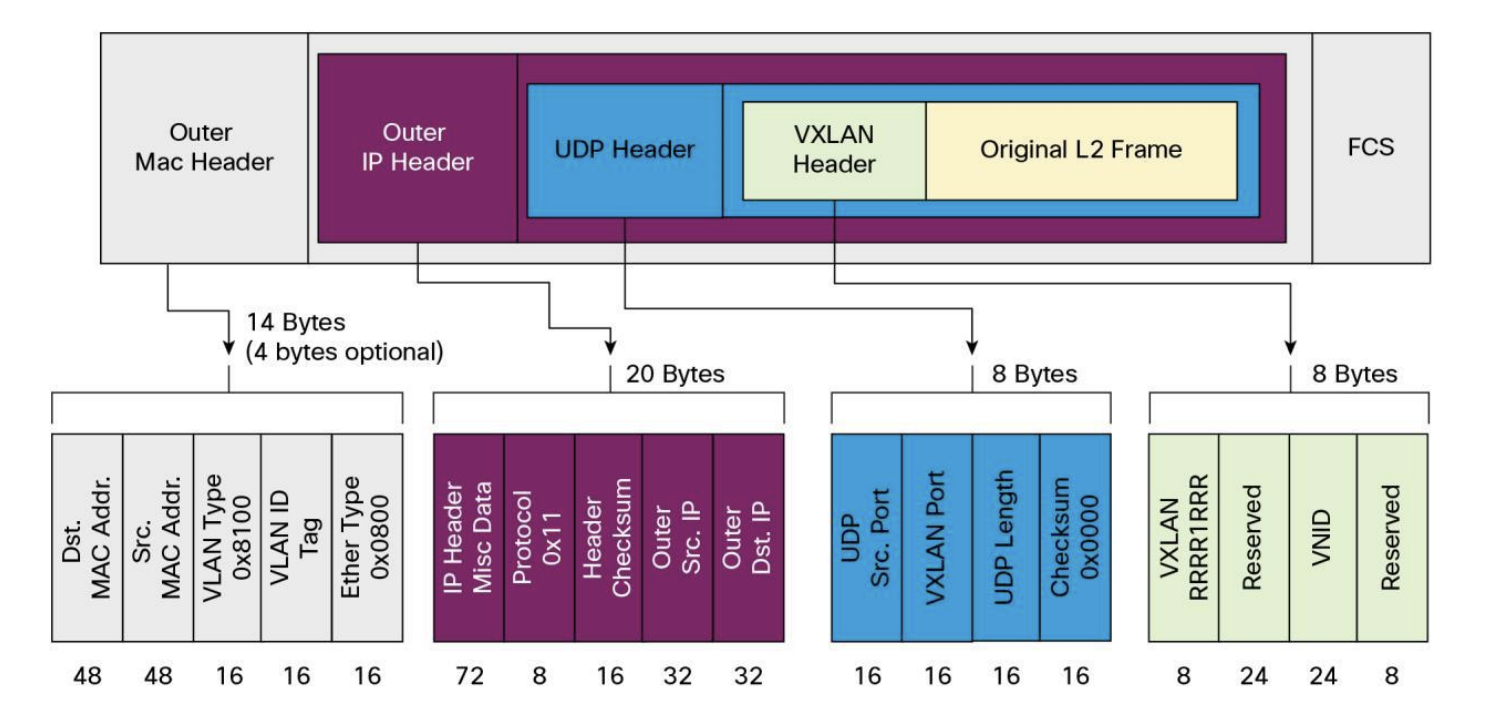 Outer
Mac Header
Outer
IP Header
UDP Header
VXLAN
Header
Original L2 Frame
FCS
14 Bytes
(4 bytes optional)
20 Bytes
8 Bytes
8 Bytes
Dst.
MAC Addr.
Src.
MAC Addr.
VLAN Type
0x8100
VLAN ID
Tag
Ether Type
0x0800
IP Header
Misc Data
Protocol
0x11
Header
Checksum
Outer
Src. IP
Outer
Dst. IP
UDP
Src. Port
VXLAN Port
UDP Length
Checksum
0x0000
VXLAN
RRRR1RRR
Reserved
VNID
Reserved
48 48 16 16 16 72 8 16 32 32 16 16 16 16 8 24 24 8